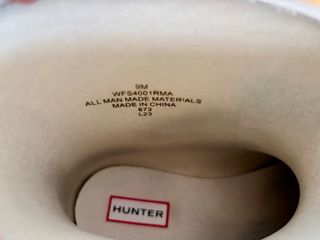 9M
WFS4001RMA
ALL MAN MADE MATERIALS
MADE IN CHINA
673
L23
HUNTER